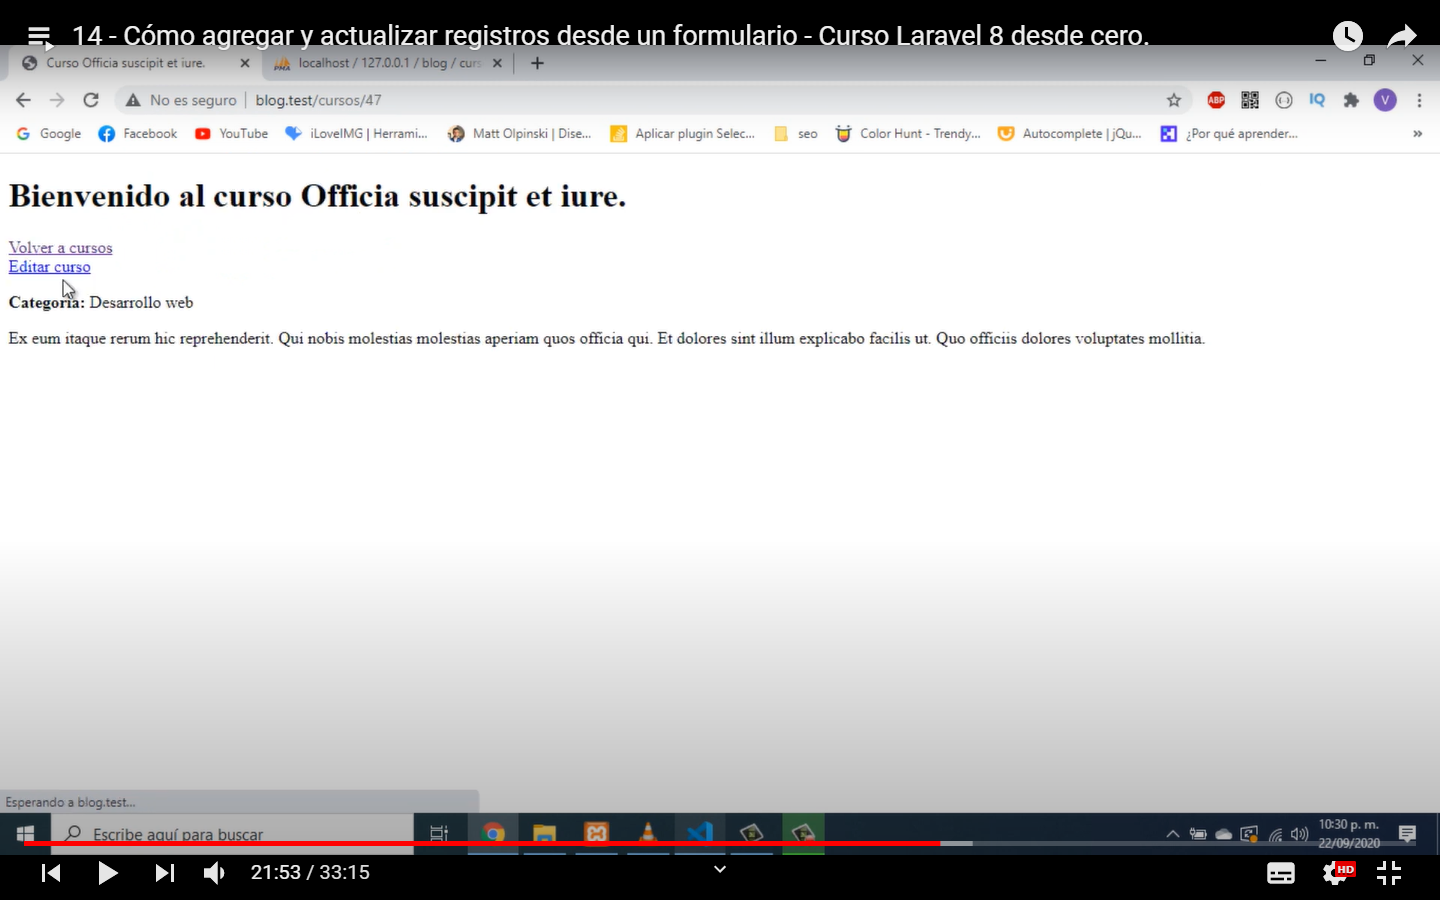 14 - Cómo agregar y actualizar registros desde un formulario - Curso Laravel 8 desde cero.
Curso Officia suscipit et iure.
localhost / 127.0.0.1 / blog / curs
No es seguro
blog.test/cursos/47
ABP
IQ
V
Google
Facebook
YouTube
iLoveIMG | Herrami...
Matt Olpinski | Dise...
Aplicar plugin Selec...
seo
Color Hunt - Trendy...
Autocomplete | jQu...
¿Por qué aprender...
»
Bienvenido al curso Officia suscipit et iure.
Volver a cursos
Editar curso
Categoría: Desarrollo web
Ex eum itaque rerum hic reprehenderit. Qui nobis molestias molestias aperiam quos officia qui. Et dolores sint illum explicabo facilis ut. Quo officiis dolores voluptates mollitia.
Esperando a blog.test...
Escribe aquí para buscar
10:30 p. m.
22/09/2020
21:53 / 33:15
HD